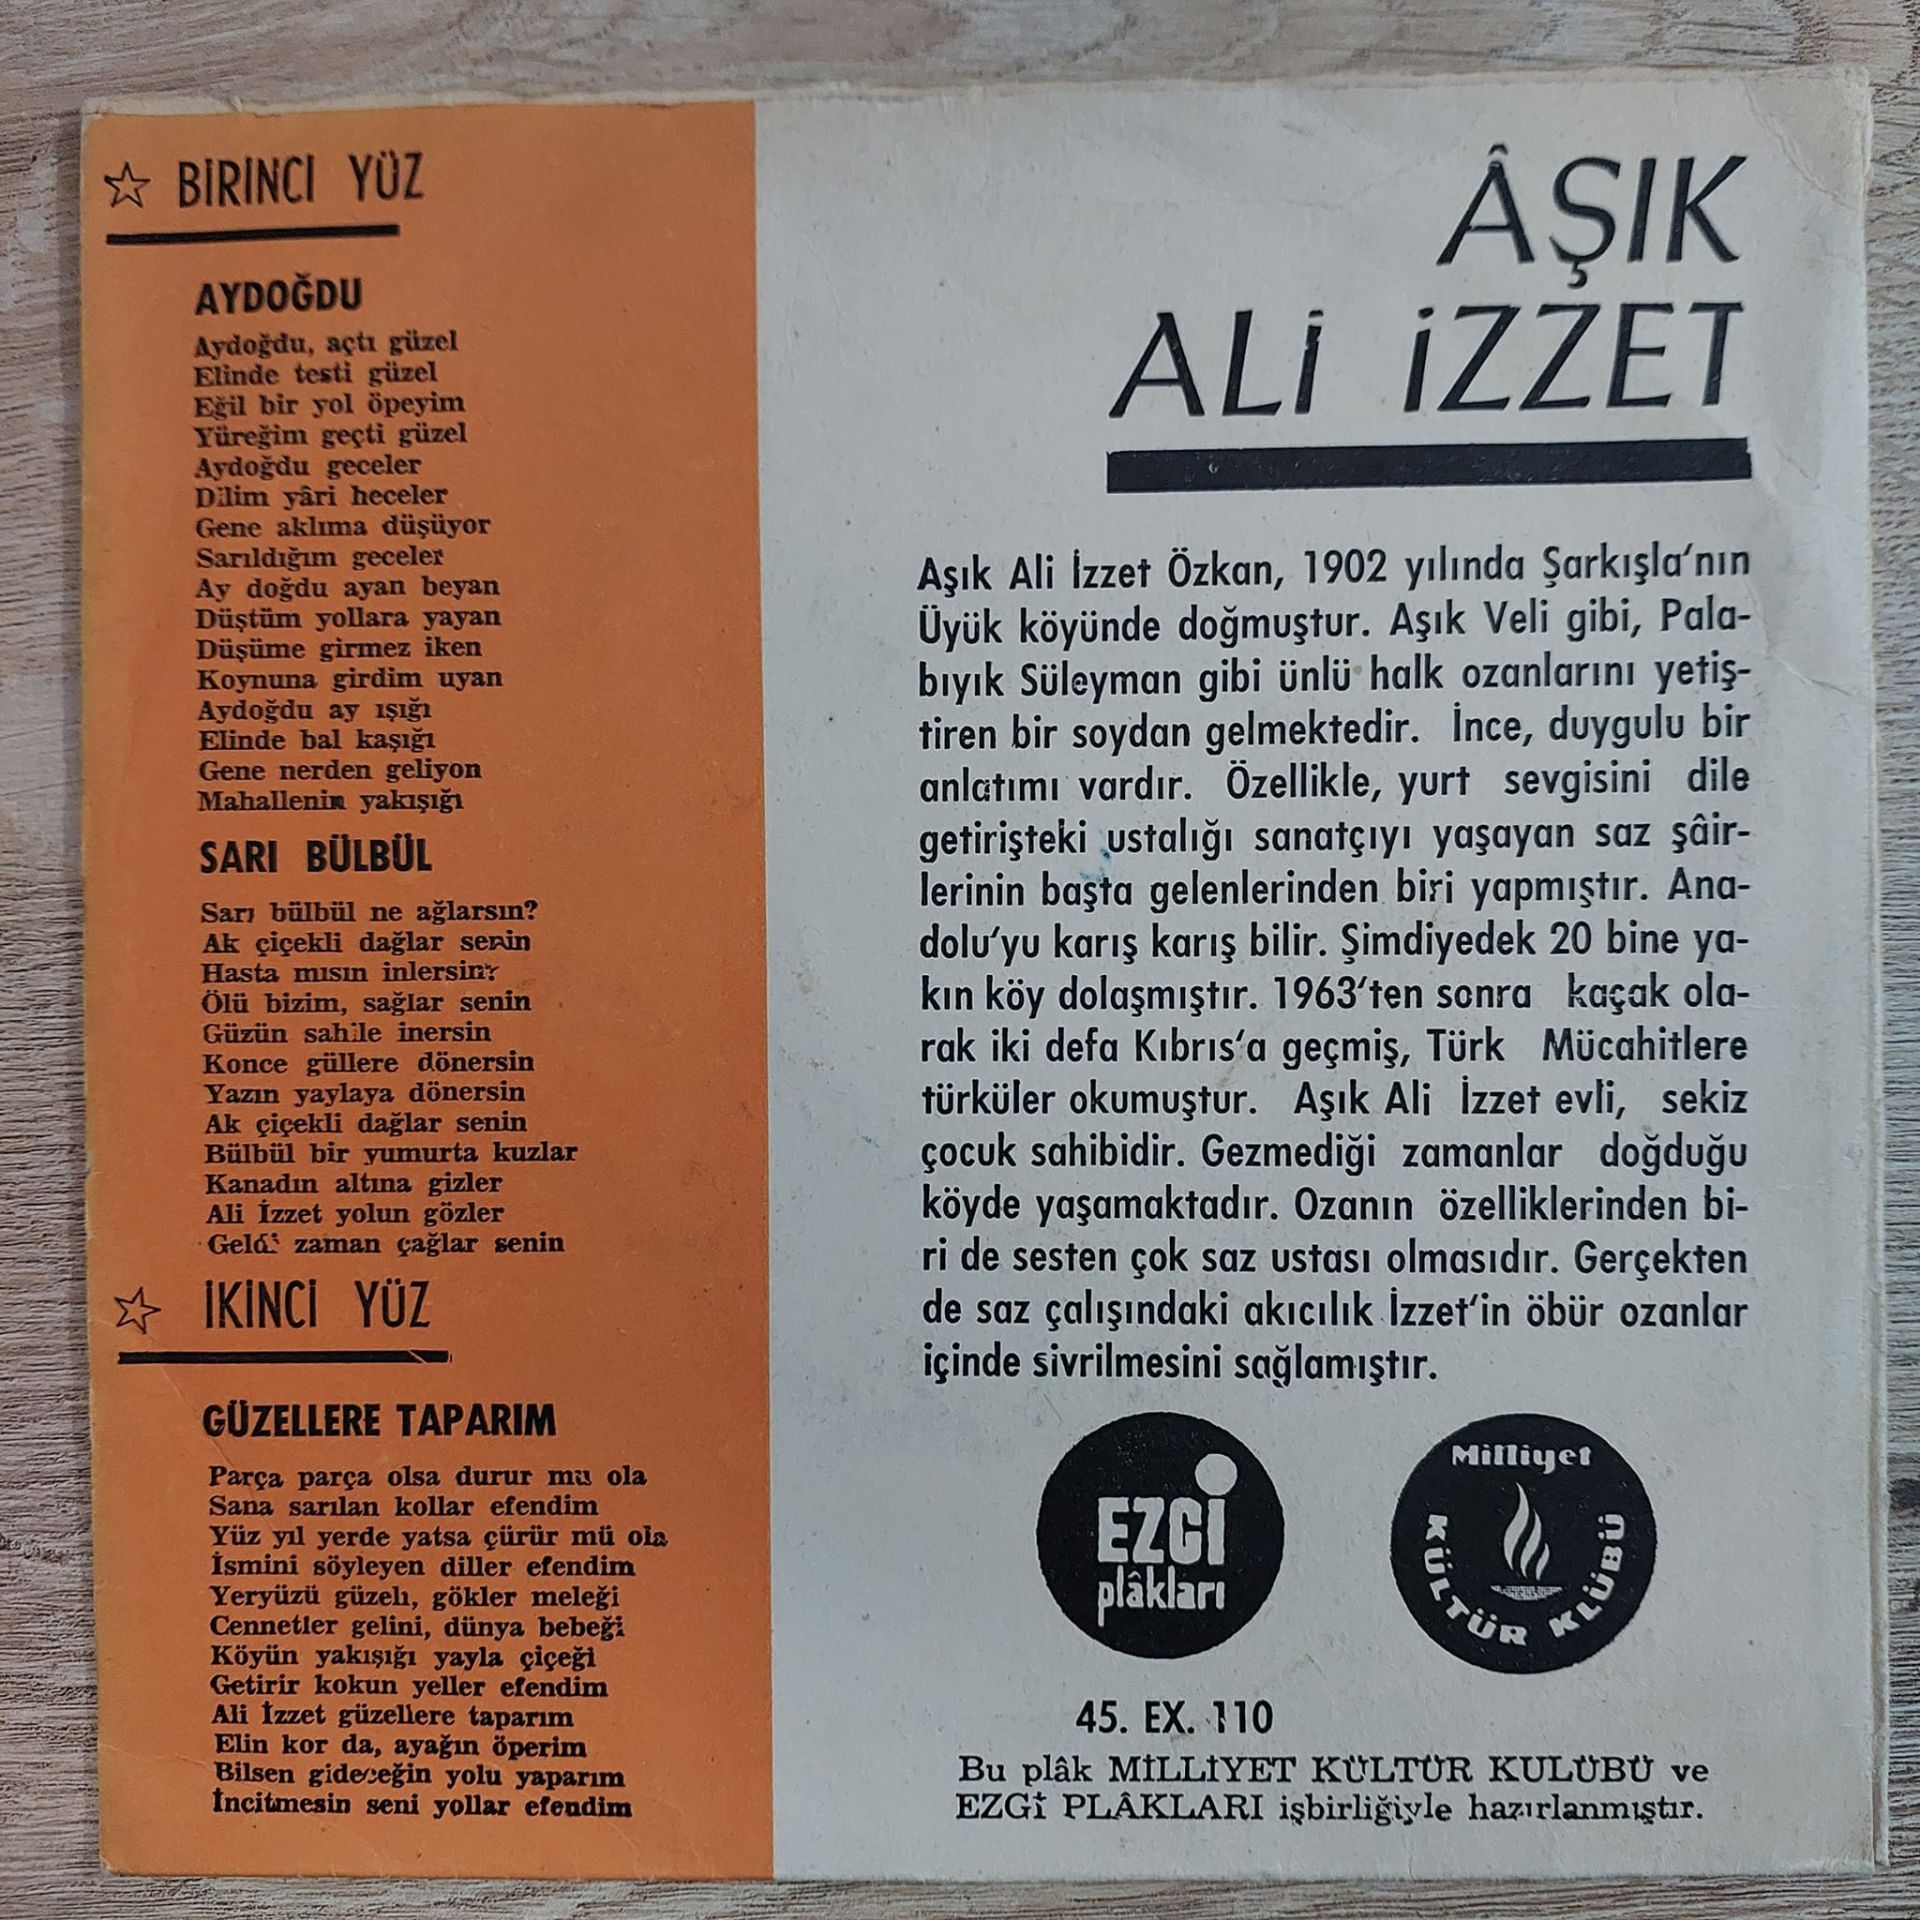 ☆ BİRİNCİ YÜZ
AYDOĞDU
Aydoğdu, açtı güzel
Elinde testi güzel
Eğil bir yol öpeyim
Yüreğim geçti güzel
Aydoğdu geceler
Dilim yâri heceler
Gene aklıma düşüyor
Sarıldığım geceler
Ay doğdu ayan beyan
Düştüm yollara yayan
Düşüme girmez iken
Koynuna girdim uyan
Aydoğdu ay ışığı
Elinde bal kaşığı
Gene nerden geliyon
Mahallenin yakışığı
SARI BÜLBÜL
Sarı bülbül ne ağlarsın?
Ak çiçekli dağlar senin
Hasta mısın inlersin?
Ölü bizim, sağlar senin
Güzün sahile inersin
Konce güllere dönersin
Yazın yaylaya dönersin
Ak çiçekli dağlar senin
Bülbül bir yumurta kuzlar
Kanadın altına gizler
Ali İzzet yolun gözler
Geldi zaman çağlar senin
☆ İKİNCİ YÜZ
GÜZELLERE TAPARIM
Parça parça olsa durur mu ola
Sana sarılan kollar efendim
Yüz yıl yerde yatsa çürür mü ola
İsmini söyleyen diller efendim
Yeryüzü güzelı, gökler meleği
Cennetler gelini, dünya bebeği
Köyün yakışığı yayla çiçeği
Getirir kokun yeller efendim
Ali İzzet güzellere taparım
Elin kor da, ayağın öperim
Bilsen gideceğin yolu yaparım
İncitmesin seni yollar efendim
ÂŞIK
ALİ İZZET
Aşık Ali İzzet Özkan, 1902 yılında Şarkışla'nın
Üyük köyünde doğmuştur. Aşık Veli gibi, Pala-
bıyık Süleyman gibi ünlü halk ozanlarını yetiş-
tiren bir soydan gelmektedir. İnce, duygulu bir
anlatımı vardır. Özellikle, yurt sevgisini dile
getirişteki ustalığı sanatçıyı yaşayan saz şâir-
lerinin başta gelenlerinden biri yapmıştır. Ana-
dolu'yu karış karış bilir. Şimdiyedek 20 bine ya-
kın köy dolaşmıştır. 1963'ten sonra kaçak ola-
rak iki defa Kıbrıs'a geçmiş, Türk Mücahitlere
türküler okumuştur. Aşık Ali İzzet evli, sekiz
çocuk sahibidir. Gezmediği zamanlar doğduğu
köyde yaşamaktadır. Ozanın özelliklerinden bi-
ri de sesten çok saz ustası olmasıdır. Gerçekten
de saz çalışındaki akıcılık İzzet'in öbür ozanlar
içinde sivrilmesini sağlamıştır.
EZGİ
plâkları
Milliyet
KÜLTÜR KLÜBÜ
45. EX. 110
Bu plâk MİLLİYET KÜLTÜR KULÜBÜ ve
EZGİ PLÂKLARI işbirliğiyle hazırlanmıştır.